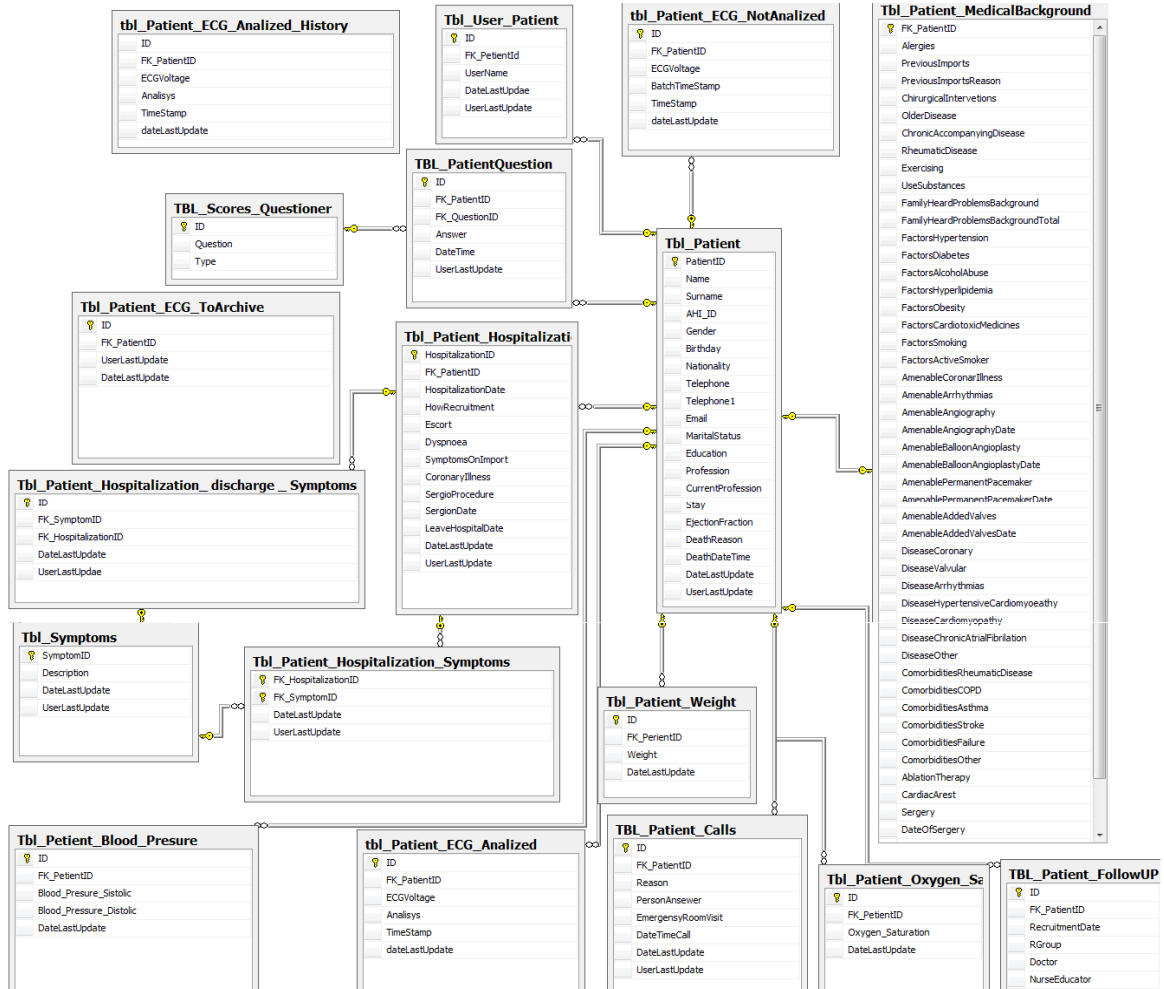 tbl_Patient_ECG_Analized_History
ID
FK_PatientID
ECGVoltage
Analisys
TimeStamp
dateLastUpdate
Tbl_User_Patient
ID
FK_PetientId
UserName
DateLastUpdae
UserLastUpdate
tbl_Patient_ECG_NotAnalized
ID
FK_PatientID
ECGVoltage
BatchTimeStamp
TimeStamp
dateLastUpdate
Tbl_Patient_MedicalBackground
FK_PatientID
Alergies
PreviousImports
PreviousImportsReason
ChirurgicalIntervetions
OlderDisease
ChronicAccompanyingDisease
RheumaticDisease
Exercising
UseSubstances
FamilyHeardProblemsBackground
FamilyHeardProblemsBackgroundTotal
FactorsHypertension
FactorsDiabetes
FactorsAlcoholAbuse
FactorsHyperlipidemia
FactorsObesity
FactorsCardiotoxicMedicines
FactorsSmoking
FactorsActiveSmoker
AmenableCoronarIllness
AmenableArrhythmias
AmenableAngiography
AmenableAngiographyDate
AmenableBalloonAngioplasty
AmenableBalloonAngioplastyDate
AmenablePermanentPacemaker
AmenablePermanentPacemakerDate
AmenableAddedValves
AmenableAddedValvesDate
DiseaseCoronary
DiseaseValvular
DiseaseArrhythmias
DiseaseHypertensiveCardiomyoeathy
DiseaseCardiomyopathy
DiseaseChronicAtrialFibrilation
DiseaseOther
ComorbiditiesRheumaticDisease
ComorbiditiesCOPD
ComorbiditiesAsthma
ComorbiditiesStroke
ComorbiditiesFailure
ComorbiditiesOther
AblationTherapy
CardiacArest
Sergery
DateOfSergery
TBL_PatientQuestion
ID
FK_PatientID
FK_QuestionID
Answer
DateTime
UserLastUpdate
TBL_Scores_Questioner
ID
Question
Type
Tbl_Patient
PatientID
Name
Surname
AHI_ID
Gender
Birthday
Nationality
Telephone
Telephone1
Email
MaritalStatus
Education
Profession
CurrentProfession
Stay
EjectionFraction
DeathReason
DeathDateTime
DateLastUpdate
UserLastUpdate
Tbl_Patient_ECG_ToArchive
ID
FK_PatientID
UserLastUpdate
DateLastUpdate
Tbl_Patient_Hospitalizati
HospitalizationID
FK_PatientID
HospitalizationDate
HowRecruitment
Escort
Dyspnoea
SymptomsOnImport
CoronaryIllness
SergioProcedure
SergionDate
LeaveHospitalDate
DateLastUpdate
UserLastUpdate
Tbl_Patient_Hospitalization_ discharge _ Symptoms
ID
FK_SymptomID
FK_HospitalizationID
DateLastUpdate
UserLastUpdae
Tbl_Symptoms
SymptomID
Description
DateLastUpdate
UserLastUpdate
Tbl_Patient_Hospitalization_Symptoms
FK_HospitalizationID
FK_SymptomID
DateLastUpdate
UserLastUpdate
Tbl_Patient_Weight
ID
FK_PerientID
Weight
DateLastUpdate
Tbl_Petient_Blood_Presure
ID
FK_PetientID
Blood_Presure_Sistolic
Blood_Pressure_Distolic
DateLastUpdate
tbl_Patient_ECG_Analized
ID
FK_PatientID
ECGVoltage
Analisys
TimeStamp
dateLastUpdate
TBL_Patient_Calls
ID
FK_PatientID
Reason
PersonAnsewer
EmergensyRoomVisit
DateTimeCall
DateLastUpdate
UserLastUpdate
Tbl_Patient_Oxygen_Sa
ID
FK_PetientID
Oxygen_Saturation
DateLastUpdate
TBL_Patient_FollowUP
ID
FK_PatientID
RecruitmentDate
RGroup
Doctor
NurseEducator